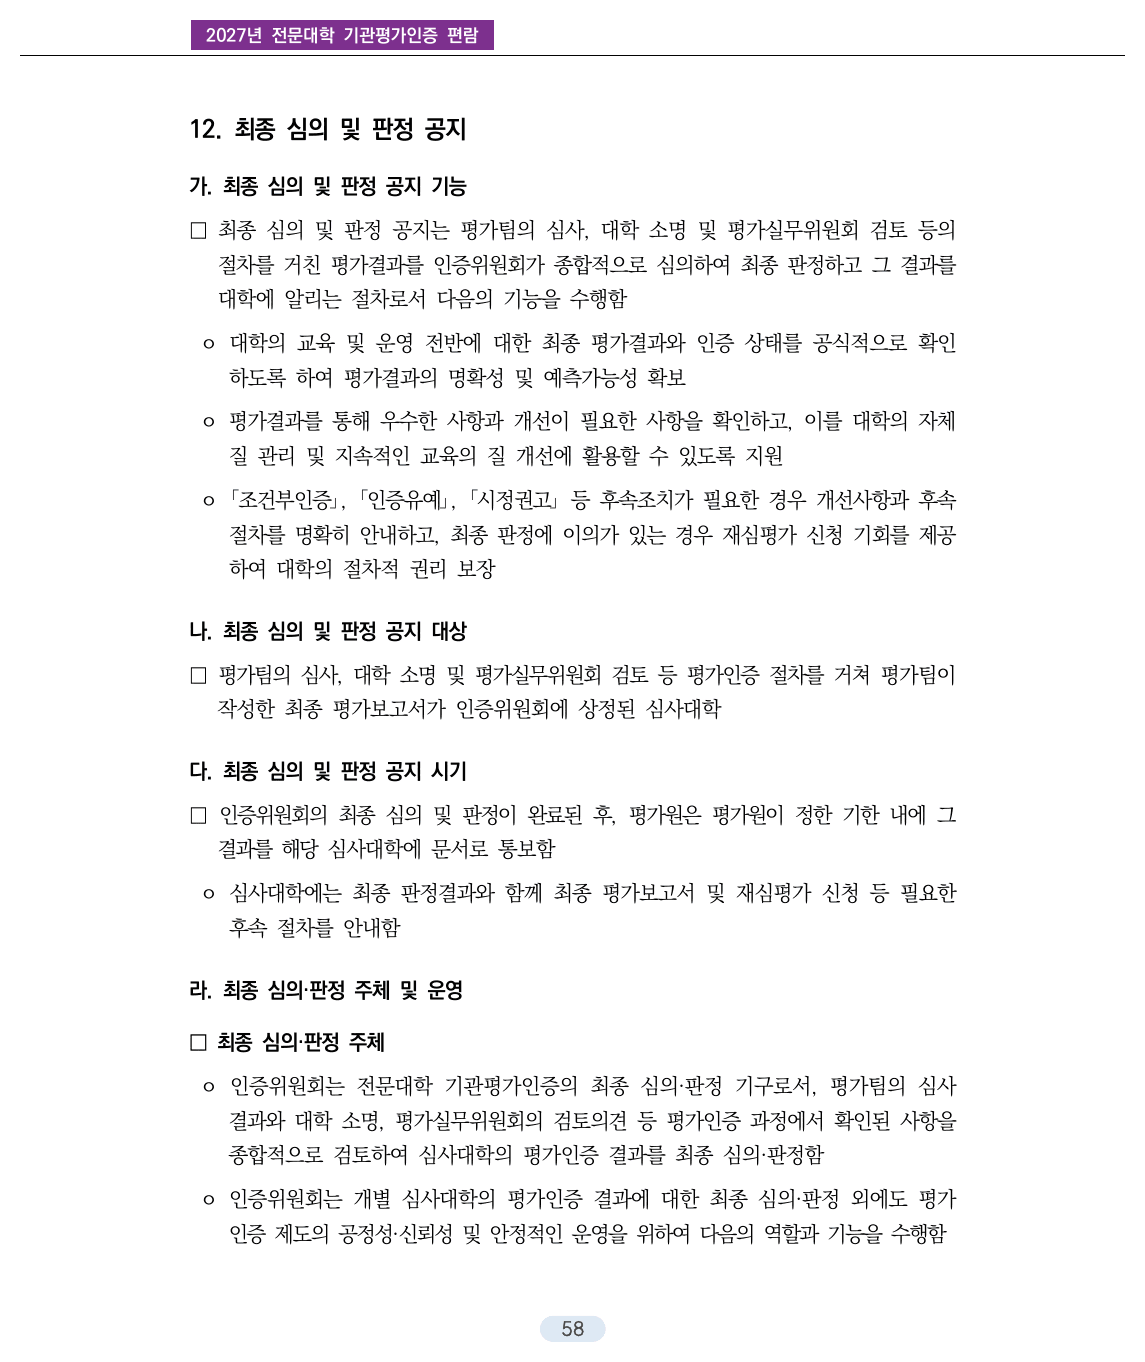 2027년 전문대학 기관평가인증 편람
12. 최종 심의 및 판정 공지
가. 최종 심의 및 판정 공지 기능
□ 최종 심의 및 판정 공지는 평가팀의 심사, 대학 소명 및 평가실무위원회 검토 등의
절차를 거친 평가결과를 인증위원회가 종합적으로 심의하여 최종 판정하고 그 결과를
대학에 알리는 절차로서 다음의 기능을 수행함
ㅇ 대학의 교육 및 운영 전반에 대한 최종 평가결과와 인증 상태를 공식적으로 확인
하도록 하여 평가결과의 명확성 및 예측가능성 확보
ㅇ 평가결과를 통해 우수한 사항과 개선이 필요한 사항을 확인하고, 이를 대학의 자체
질 관리 및 지속적인 교육의 질 개선에 활용할 수 있도록 지원
ㅇ 「조건부인증」, 「인증유예」, 「시정권고」 등 후속조치가 필요한 경우 개선사항과 후속
절차를 명확히 안내하고, 최종 판정에 이의가 있는 경우 재심평가 신청 기회를 제공
하여 대학의 절차적 권리 보장
나. 최종 심의 및 판정 공지 대상
□ 평가팀의 심사, 대학 소명 및 평가실무위원회 검토 등 평가인증 절차를 거쳐 평가팀이
작성한 최종 평가보고서가 인증위원회에 상정된 심사대학
다. 최종 심의 및 판정 공지 시기
□ 인증위원회의 최종 심의 및 판정이 완료된 후, 평가원은 평가원이 정한 기한 내에 그
결과를 해당 심사대학에 문서로 통보함
ㅇ 심사대학에는 최종 판정결과와 함께 최종 평가보고서 및 재심평가 신청 등 필요한
후속 절차를 안내함
라. 최종 심의·판정 주체 및 운영
□ 최종 심의·판정 주체
ㅇ 인증위원회는 전문대학 기관평가인증의 최종 심의·판정 기구로서, 평가팀의 심사
결과와 대학 소명, 평가실무위원회의 검토의견 등 평가인증 과정에서 확인된 사항을
종합적으로 검토하여 심사대학의 평가인증 결과를 최종 심의·판정함
ㅇ 인증위원회는 개별 심사대학의 평가인증 결과에 대한 최종 심의·판정 외에도 평가
인증 제도의 공정성·신뢰성 및 안정적인 운영을 위하여 다음의 역할과 기능을 수행함
58